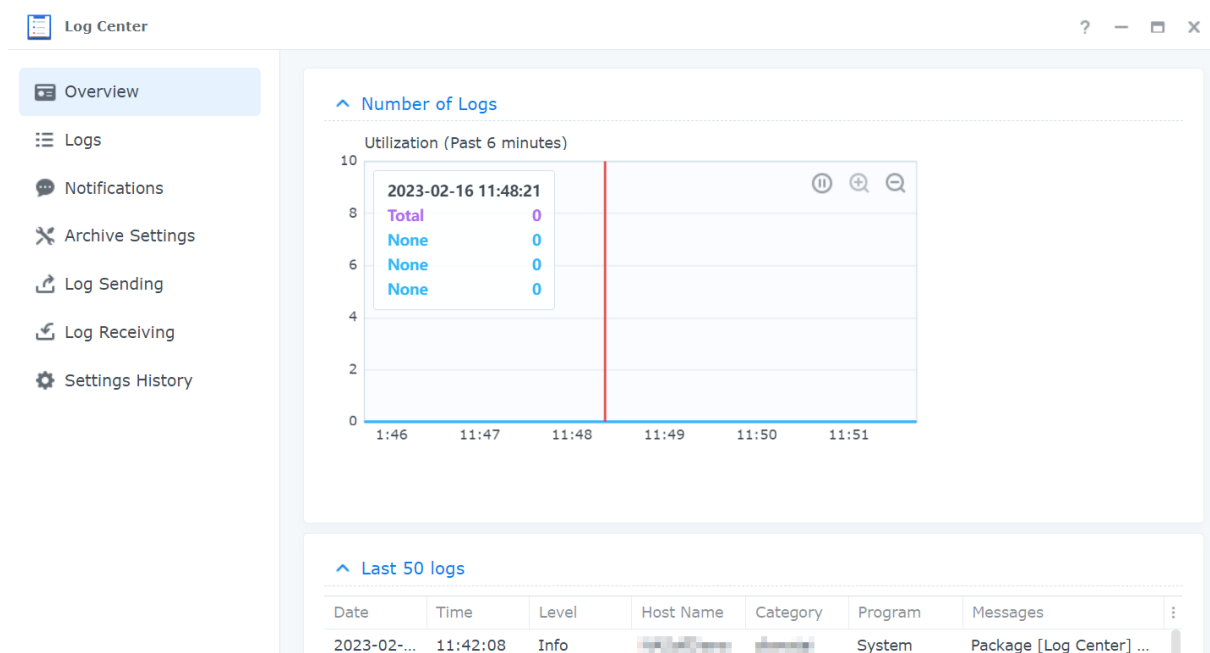 Log Center
?
Overview
Logs
Notifications
Archive Settings
Log Sending
Log Receiving
Settings History
Number of Logs
Utilization (Past 6 minutes)
10
8
6
4
2
0
2023-02-16 11:48:21
Total 0
None 0
None 0
None 0
1:46 11:47 11:48 11:49 11:50 11:51
Last 50 logs
Date Time Level Host Name Category Program Messages
2023-02-... 11:42:08 Info System Package [Log Center] ...